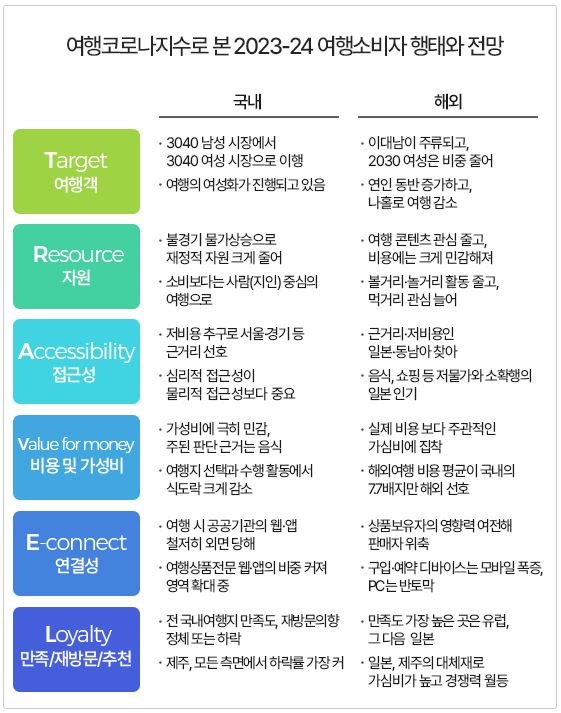 여행코로나지수로 본 2023-24 여행소비자 행태와 전망
국내
해외
Target
여행객
· 3040 남성 시장에서
3040 여성 시장으로 이행
· 여행의 여성화가 진행되고 있음
· 이대남이 주류되고,
2030 여성은 비중 줄어
· 연인 동반 증가하고,
나홀로 여행 감소
Resource
자원
· 불경기 물가상승으로
재정적 자원 크게 줄어
· 소비보다는 사람(지인) 중심의
여행으로
· 여행 콘텐츠 관심 줄고,
비용에는 크게 민감해져
· 볼거리·놀거리 활동 줄고,
먹거리 관심 늘어
Accessibility
접근성
· 저비용 추구로 서울·경기 등
근거리 선호
· 심리적 접근성이
물리적 접근성보다 중요
· 근거리·저비용인
일본·동남아 찾아
· 음식, 쇼핑 등 저물가와 소확행의
일본 인기
Value for money
비용 및 가성비
· 가성비에 극히 민감,
주된 판단 근거는 음식
· 여행지 선택과 수행 활동에서
식도락 크게 감소
· 실제 비용 보다 주관적인
가심비에 집착
· 해외여행 비용 평균이 국내의
7.7배지만 해외 선호
E-connect
연결성
· 여행 시 공공기관의 웹·앱
철저히 외면 당해
· 여행상품전문 웹·앱의 비중 커져
영역 확대 중
· 상품보유자의 영향력 여전해
판매자 위축
· 구입·예약 디바이스는 모바일 폭증,
PC는 반토막
Loyalty
만족/재방문/추천
· 전 국내여행지 만족도, 재방문의향
정체 또는 하락
· 제주, 모든 측면에서 하락률 가장 커
· 만족도 가장 높은 곳은 유럽,
그 다음 일본
· 일본, 제주의 대체재로
가심비가 높고 경쟁력 월등